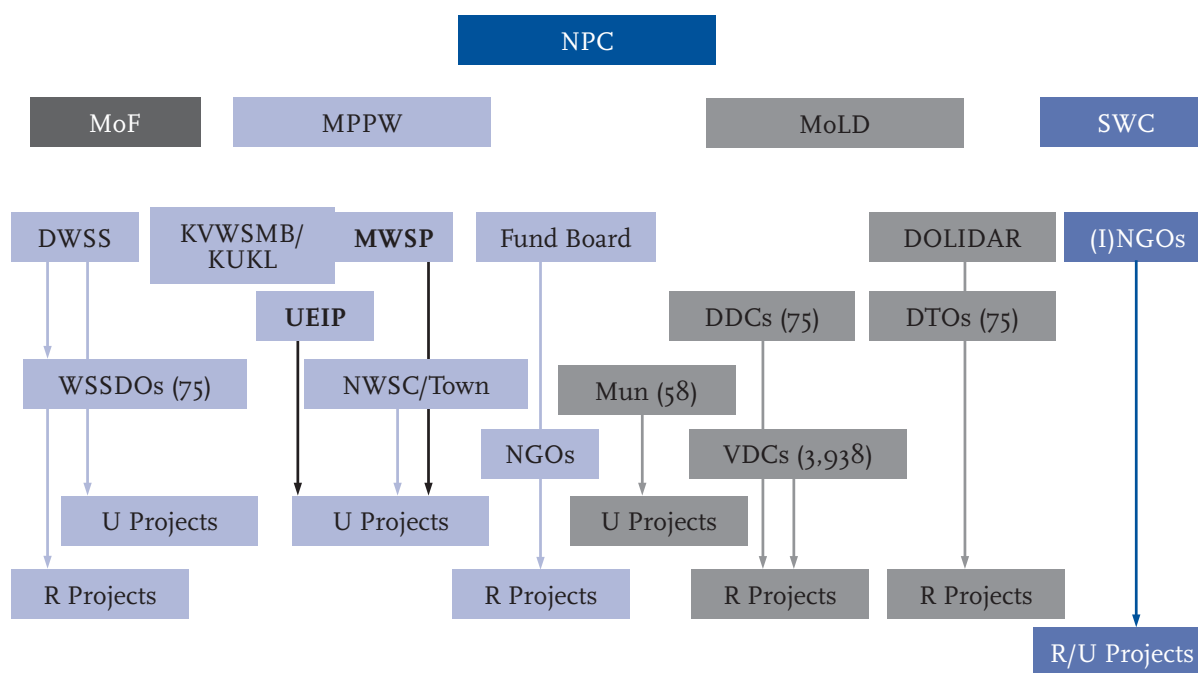 NPC
MoF
MPPW
MoLD
SWC
DWSS
KVWSMB/
KUKL
MWSP
Fund Board
DOLIDAR
(I)NGOs
UEIP
DDCs (75)
DTOs (75)
WSSDOs (75)
NWSC/Town
Mun (58)
NGOs
VDCs (3,938)
U Projects
U Projects
U Projects
R Projects
R Projects
R Projects
R Projects
R/U Projects